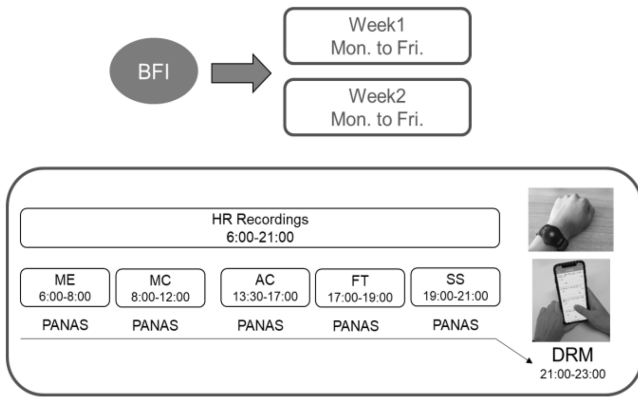 BFI
Week1
Mon. to Fri.
Week2
Mon. to Fri.
HR Recordings
6:00-21:00
ME
6:00-8:00
MC
8:00-12:00
AC
13:30-17:00
FT
17:00-19:00
SS
19:00-21:00
PANAS
PANAS
PANAS
PANAS
PANAS
DRM
21:00-23:00